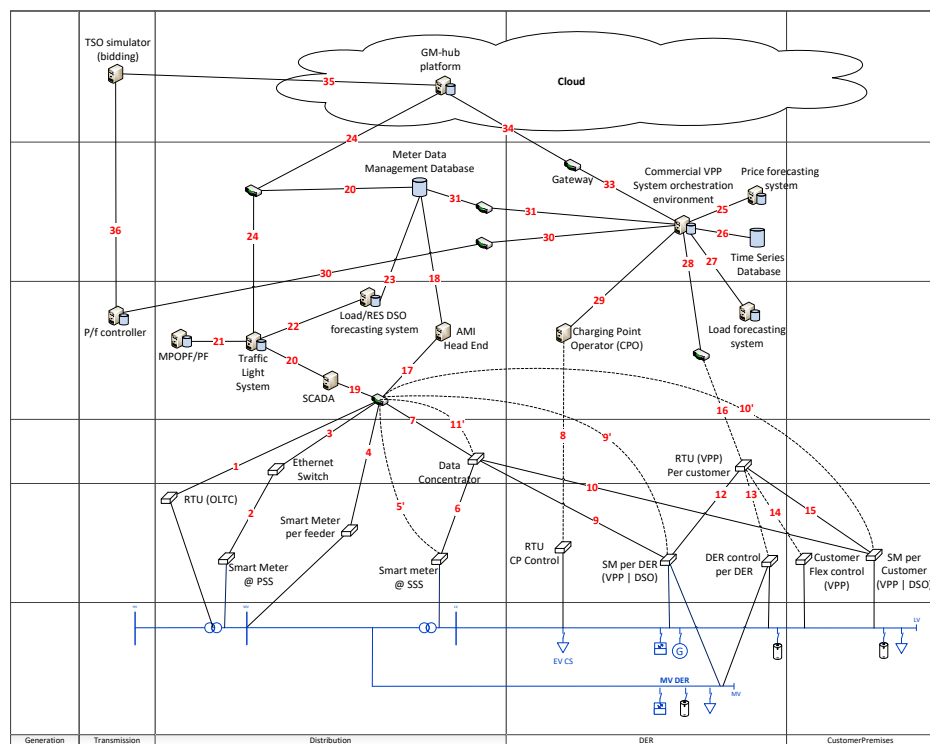 TSO simulator
(bidding)
GM-hub
platform
Cloud
35
34
24
Meter Data
Management Database
Gateway
Commercial VPP
System orchestration
environment
Price forecasting
system
20
31
31
33
25
26
Time Series
Database
36
24
30
30
23
18
28
27
29
P/f controller
Load/RES DSO
forecasting system
22
21
MPOPF/PF
Traffic
Light
System
20
AMI
Head End
Charging Point
Operator (CPO)
Load forecasting
system
SCADA
19
17
16
10'
1
3
4
7
11'
9'
8
Ethernet
Switch
Data
Concentrator
RTU (VPP)
Per customer
RTU (OLTC)
2
Smart Meter
per feeder
5'
6
10
9
12
13
14
15
Smart Meter
@ PSS
Smart meter
@ SSS
RTU
CP Control
SM per DER
(VPP | DSO)
DER control
per DER
Customer
Flex control
(VPP)
SM per
Customer
(VPP | DSO)
LV
EV CS
G
MV DER
MV
Generation
Transmission
Distribution
DER
CustomerPremises